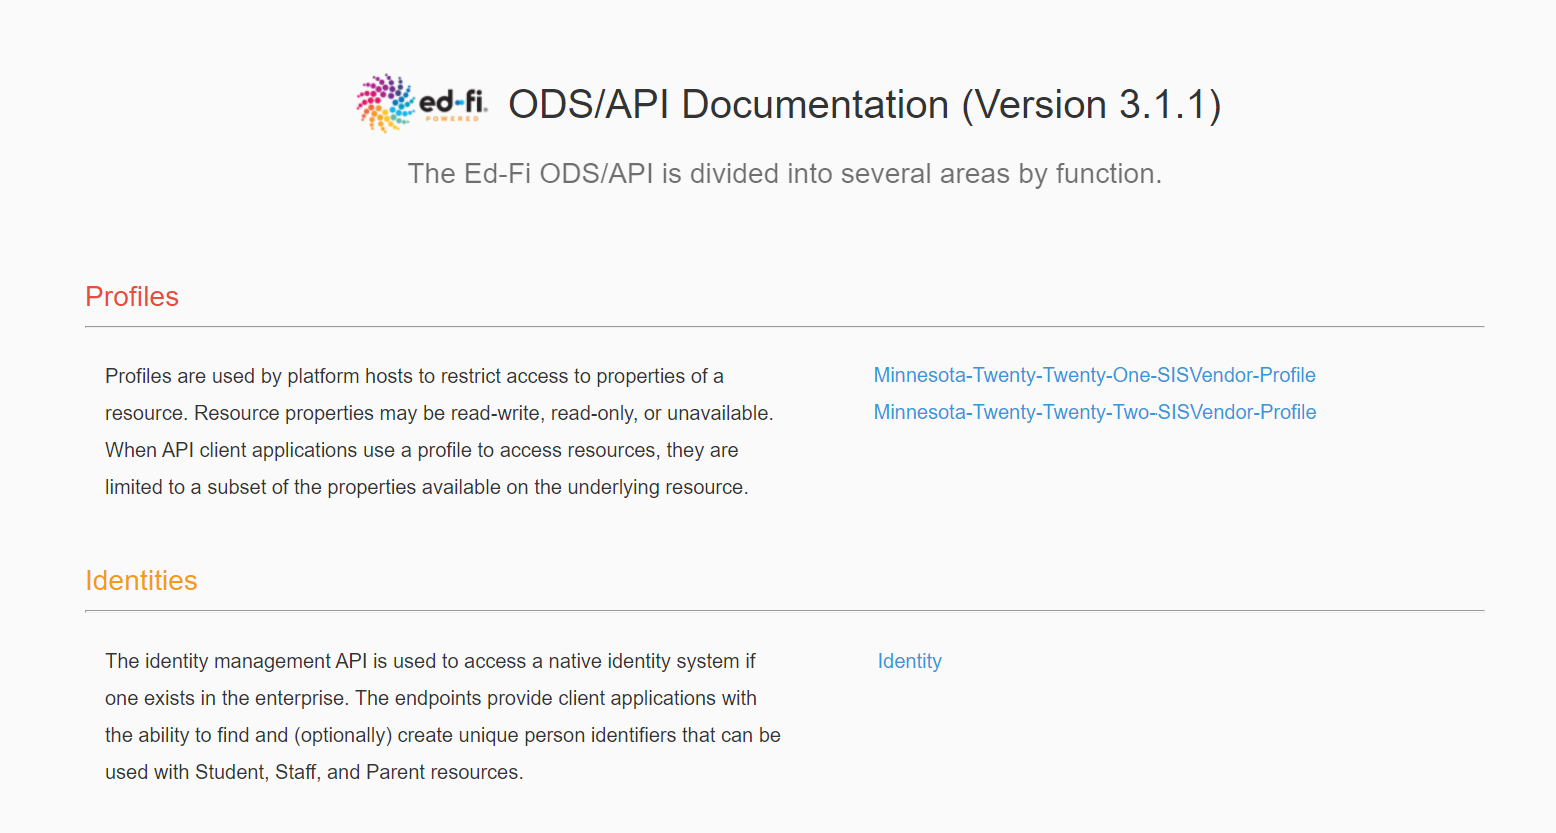 ed-fi.
POWERED
ODS/API Documentation (Version 3.1.1)
The Ed-Fi ODS/API is divided into several areas by function.
Profiles
Profiles are used by platform hosts to restrict access to properties of a
resource. Resource properties may be read-write, read-only, or unavailable.
When API client applications use a profile to access resources, they are
limited to a subset of the properties available on the underlying resource.
Minnesota-Twenty-Twenty-One-SISVendor-Profile
Minnesota-Twenty-Twenty-Two-SISVendor-Profile
Identities
The identity management API is used to access a native identity system if
one exists in the enterprise. The endpoints provide client applications with
the ability to find and (optionally) create unique person identifiers that can be
used with Student, Staff, and Parent resources.
Identity